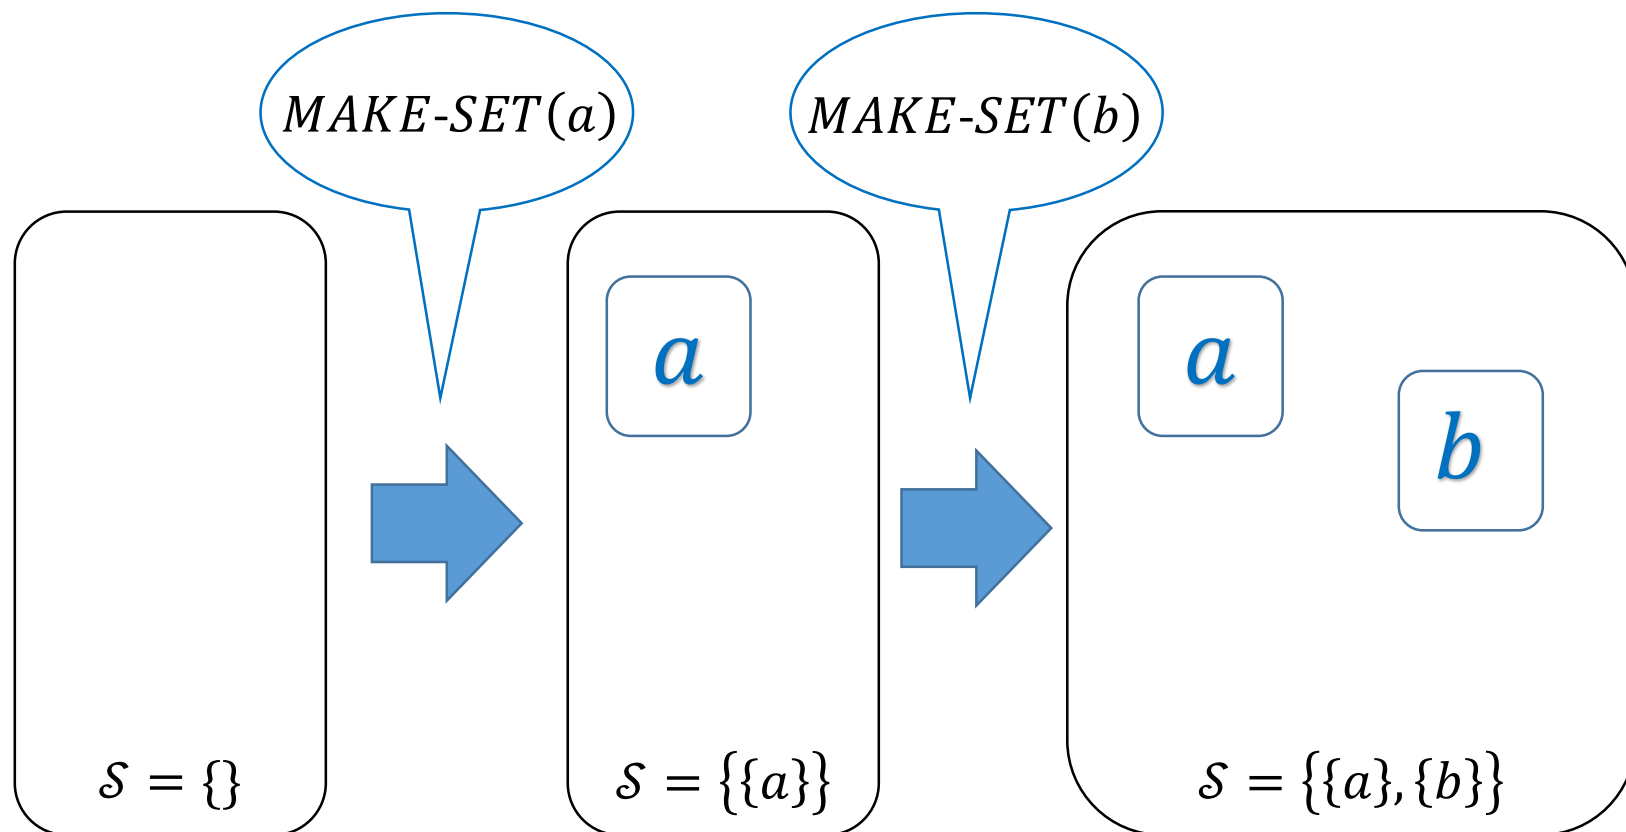 MAKE-SET(a)
MAKE-SET(b)
a
a
b
𝒮 = {}
𝒮 = {{a}}
𝒮 = {{a}, {b}}